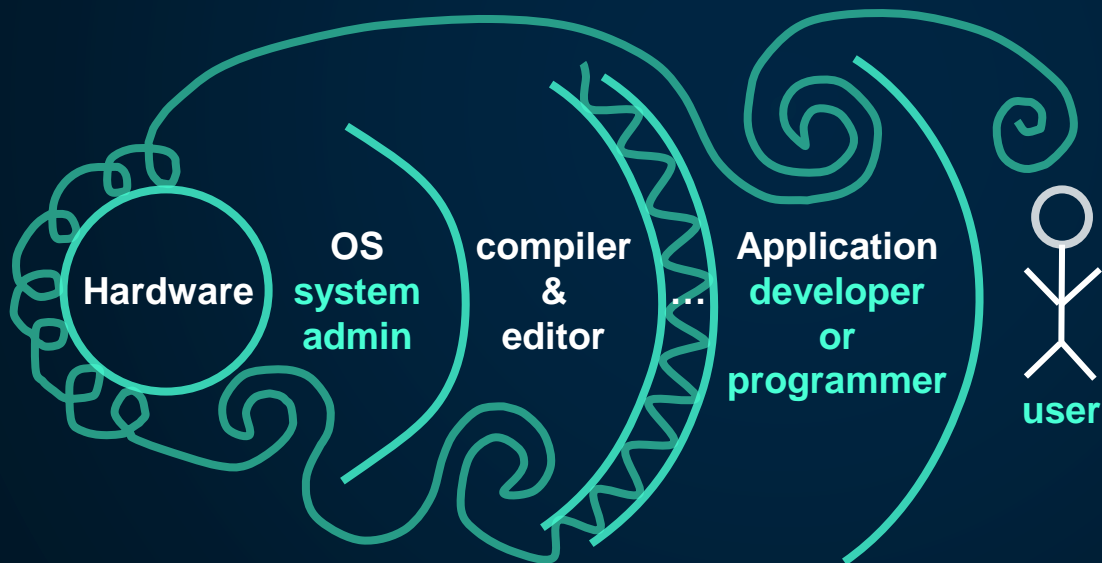 Hardware
OS
system
admin
compiler
&
editor
...
Application
developer
or
programmer
user